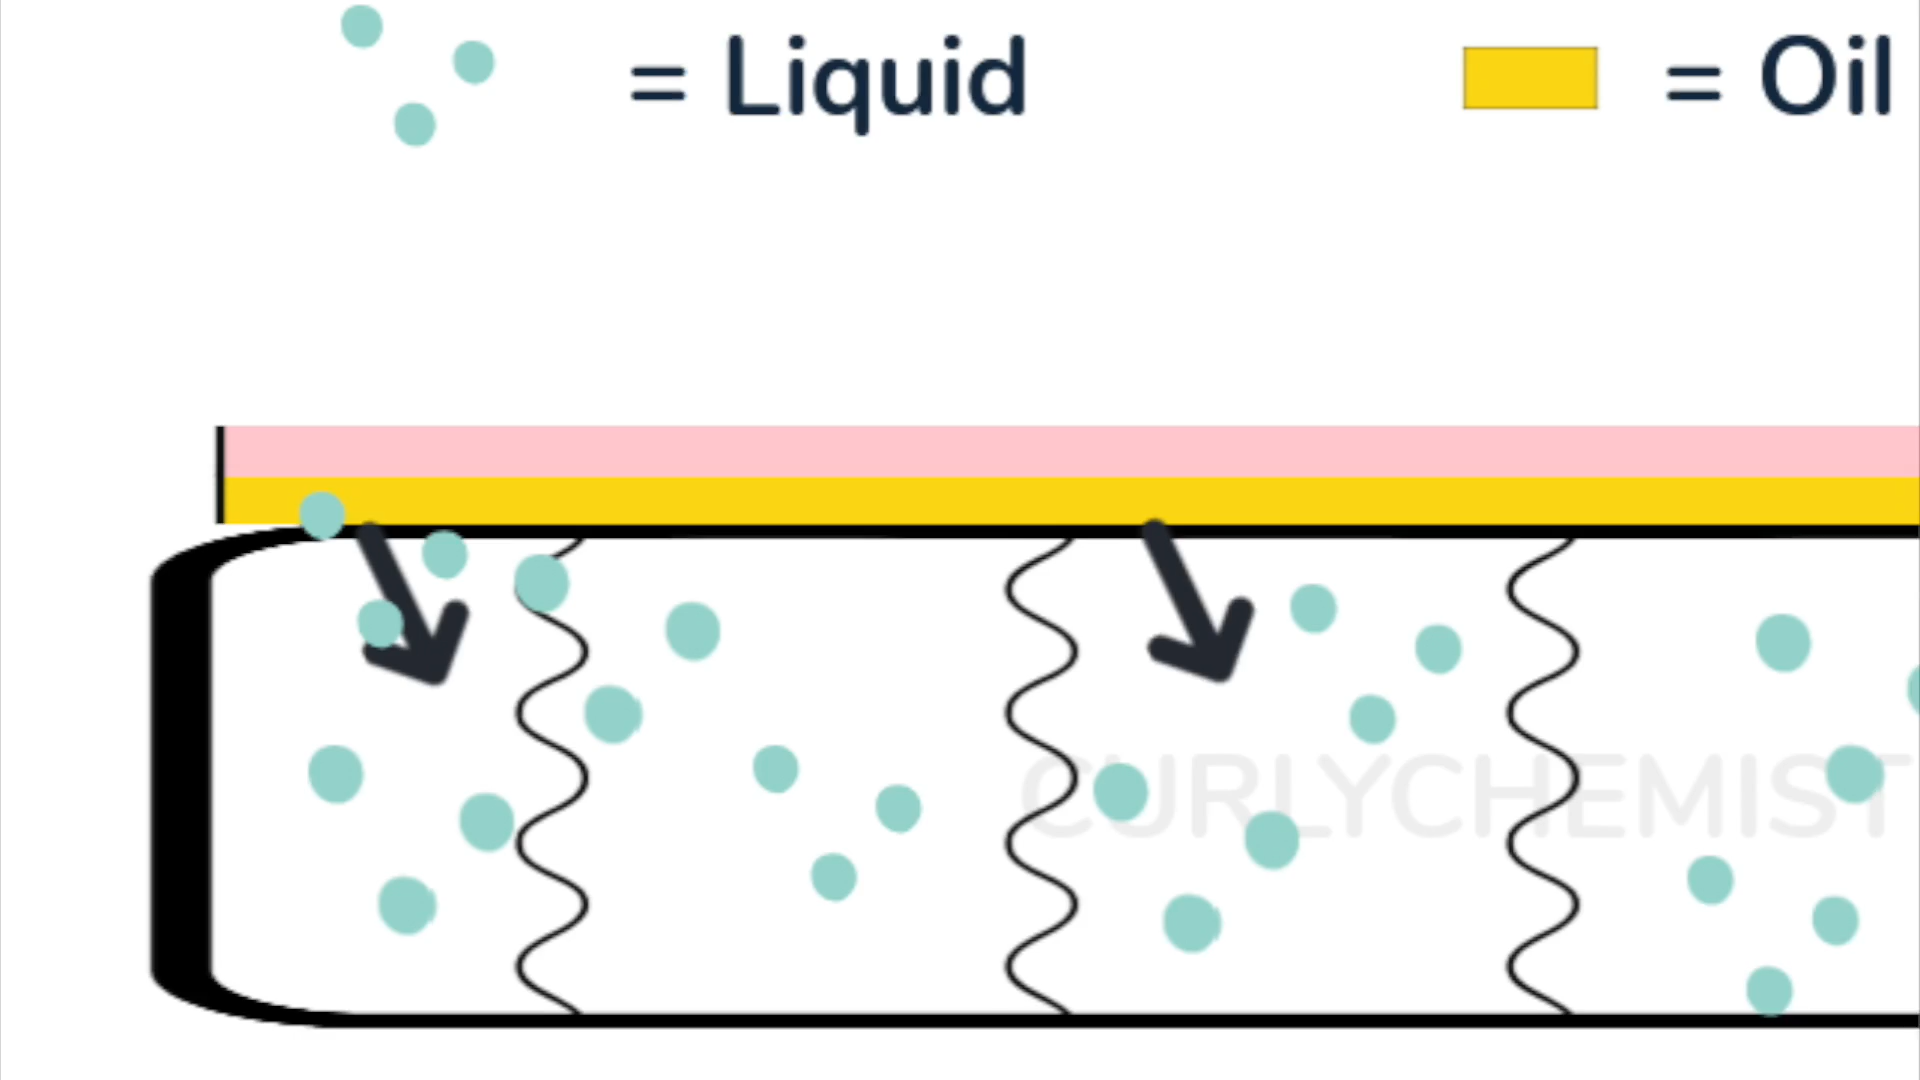 = Liquid
= Oil
CURLYCHEMIST